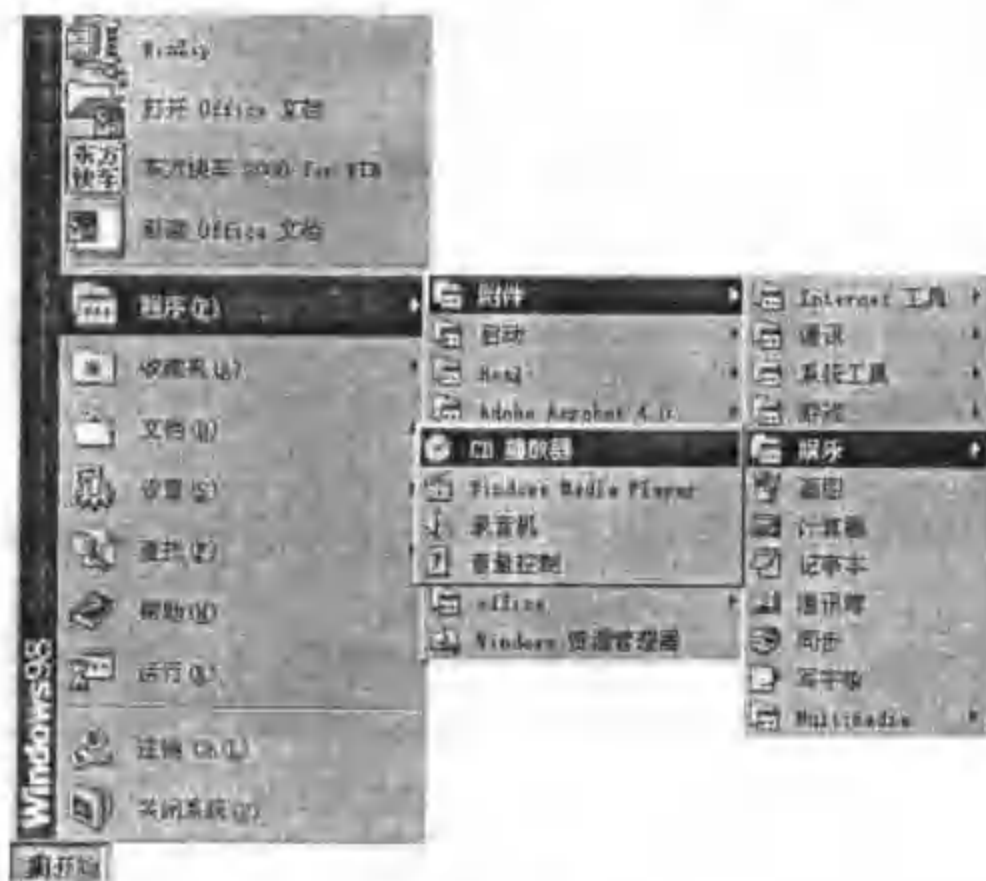 WinZip
打开 Office 文档
东方快车
东方快车 2000 for WIN
新建 Office 文档
程序(P)
收藏夹(A)
文档(D)
设置(S)
查找(F)
帮助(H)
运行(R)
注销
关闭系统(U)
Windows98
开始
附件
启动
Adobe Acrobat 4.0
CD 播放器
Windows Media Player
录音机
音量控制
office
Windows 资源管理器
Internet 工具
通讯
系统工具
游戏
娱乐
画图
计算器
记事本
通讯簿
同步
写字板
Multimedia